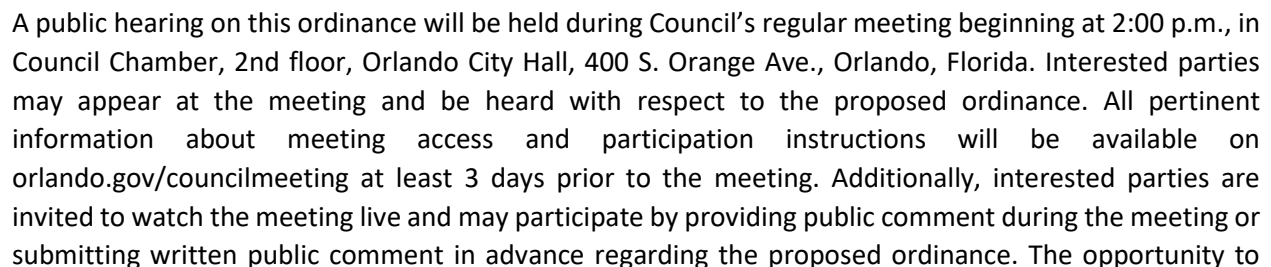 A public hearing on this ordinance will be held during Council’s regular meeting beginning at 2:00 p.m., in
Council Chamber, 2nd floor, Orlando City Hall, 400 S. Orange Ave., Orlando, Florida. Interested parties
may appear at the meeting and be heard with respect to the proposed ordinance. All pertinent
information about meeting access and participation instructions will be available on
orlando.gov/councilmeeting at least 3 days prior to the meeting. Additionally, interested parties are
invited to watch the meeting live and may participate by providing public comment during the meeting or
submitting written public comment in advance regarding the proposed ordinance. The opportunity to